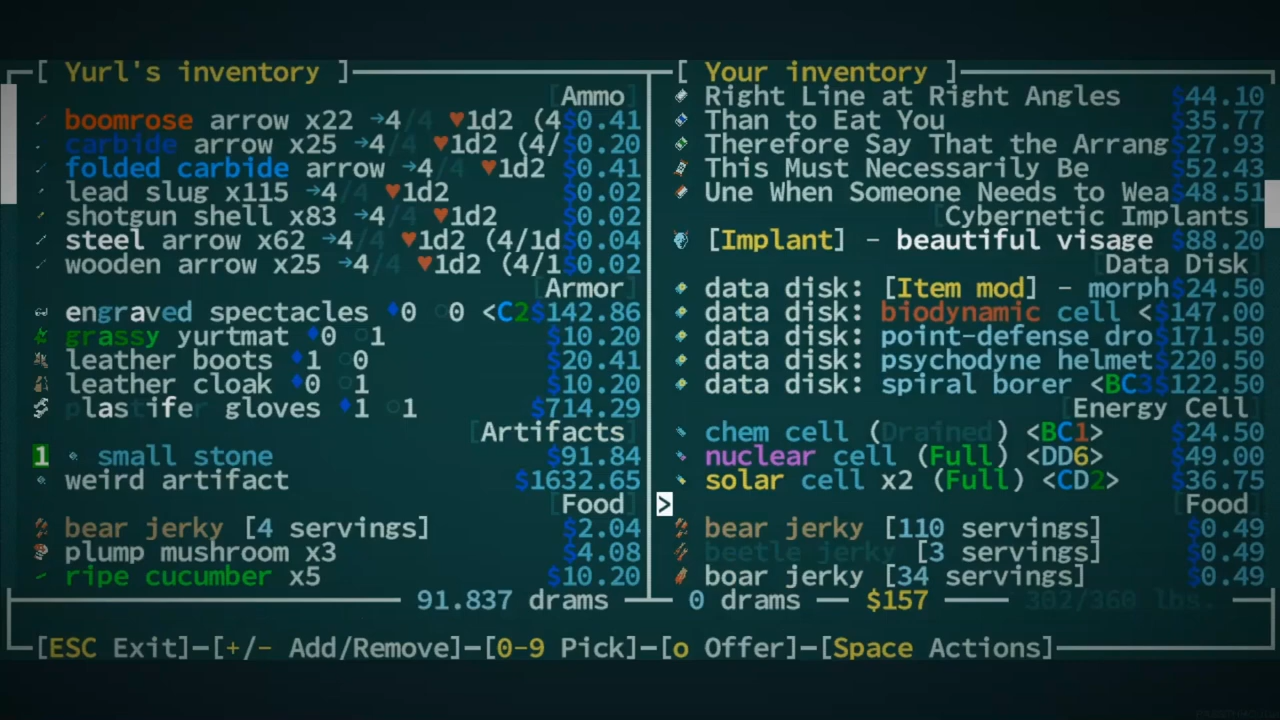 [ Yurl's inventory ]
[Ammo]
boomrose arrow x22 →4/4 ♥1d2 (4 $0.41
carbide arrow x25 →4/4 ♥1d2 (4/ $0.20
folded carbide arrow →4/4 ♥1d2 $0.41
lead slug x115 →4/4 ♥1d2 $0.02
shotgun shell x83 →4/4 ♥1d2 $0.02
steel arrow x62 →4/4 ♥1d2 (4/1d $0.04
wooden arrow x25 →4/4 ♥1d2 (4/1 $0.02
[Armor]
engraved spectacles ♦0 ○0 <C2 $142.86
grassy yurtmat ♦0 ○1 $10.20
leather boots ♦1 ○0 $20.41
leather cloak ♦0 ○1 $10.20
plastifer gloves ♦1 ○1 $714.29
[Artifacts]
1 small stone $91.84
weird artifact $1632.65
[Food]
bear jerky [4 servings] $2.04
plump mushroom x3 $4.08
ripe cucumber x5 $10.20
91.837 drams
[ Your inventory ]
Right Line at Right Angles $44.10
Than to Eat You $35.77
Therefore Say That the Arrang $27.93
This Must Necessarily Be $52.43
Une When Someone Needs to Wea $48.51
[Cybernetic Implants]
[Implant] - beautiful visage $88.20
[Data Disk]
data disk: [Item mod] - morph $24.50
data disk: biodynamic cell < $147.00
data disk: point-defense dro $171.50
data disk: psychodyne helmet $220.50
data disk: spiral borer <BC3 $122.50
[Energy Cell]
chem cell (Drained) <BC1> $24.50
nuclear cell (Full) <DD6> $49.00
solar cell x2 (Full) <CD2> $36.75
> [Food]
bear jerky [110 servings] $0.49
beetle jerky [3 servings] $0.49
boar jerky [34 servings] $0.49
0 drams — $157 — 302/360 lbs.
[ESC Exit]—[+/- Add/Remove]—[0-9 Pick]—[o Offer]—[Space Actions]